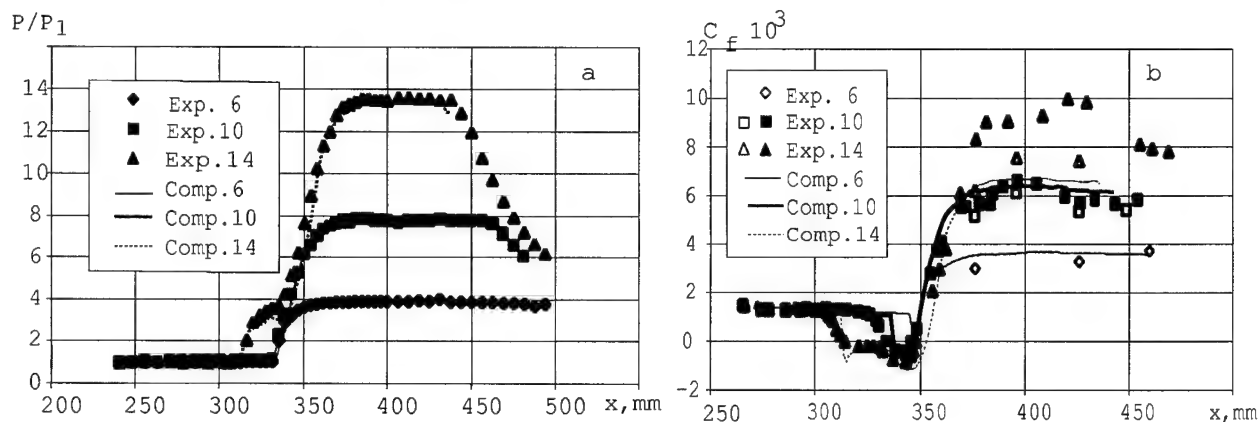 P/P1
a
14
12
10
8
6
4
2
0
Exp. 6
Exp.10
Exp.14
Comp.6
Comp.10
Comp.14
200 250 300 350 400 450 500 x,mm
C f 10^3
b
12
10
8
6
4
2
0
-2
Exp. 6
Exp.10
Exp.14
Comp.6
Comp.10
Comp.14
250 300 350 400 450 x,mm